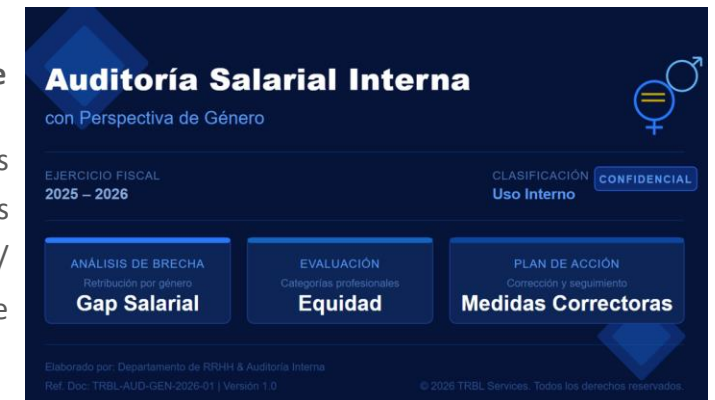 e
s
s
/
e
Auditoría Salarial Interna
con Perspectiva de Género
EJERCICIO FISCAL
2025 – 2026
CLASIFICACIÓN
Uso Interno
CONFIDENCIAL
ANÁLISIS DE BRECHA
Retribución por género
Gap Salarial
EVALUACIÓN
Categorías profesionales
Equidad
PLAN DE ACCIÓN
Corrección y seguimiento
Medidas Correctoras
Elaborado por: Departamento de RRHH & Auditoría Interna
Ref. Doc: TRBL-AUD-GEN-2026-01 | Versión 1.0
© 2026 TRBL Services. Todos los derechos reservados.